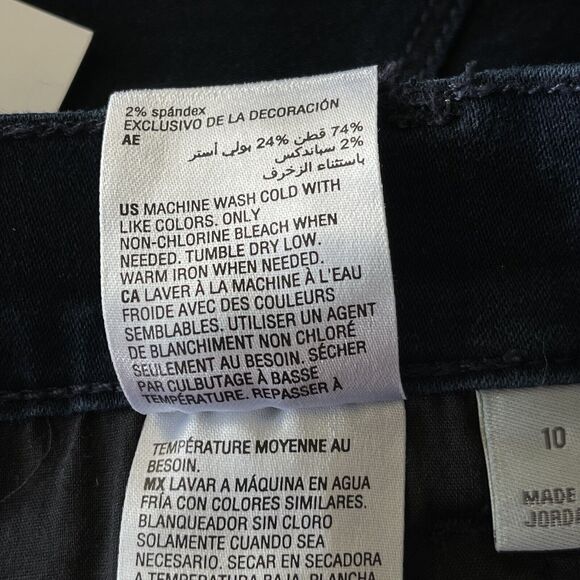 2% spándex
EXCLUSIVO DE LA DECORACIÓN
AE
74% قطن 24% بولي أستر
2% سباندكس
باستثناء الزخرف
US MACHINE WASH COLD WITH
LIKE COLORS. ONLY
NON-CHLORINE BLEACH WHEN
NEEDED. TUMBLE DRY LOW.
WARM IRON WHEN NEEDED.
CA LAVER À LA MACHINE À L'EAU
FROIDE AVEC DES COULEURS
SEMBLABLES. UTILISER UN AGENT
DE BLANCHIMENT NON CHLORÉ
SEULEMENT AU BESOIN. SÉCHER
PAR CULBUTAGE À BASSE
TEMPÉRATURE. REPASSER À
TEMPÉRATURE MOYENNE AU
BESOIN.
MX LAVAR A MÁQUINA EN AGUA
FRÍA CON COLORES SIMILARES.
BLANQUEADOR SIN CLORO
SOLAMENTE CUANDO SEA
NECESARIO. SECAR EN SECADORA
A TEMPERATURA BAJA. PLANCHA
10
MADE
JORDA